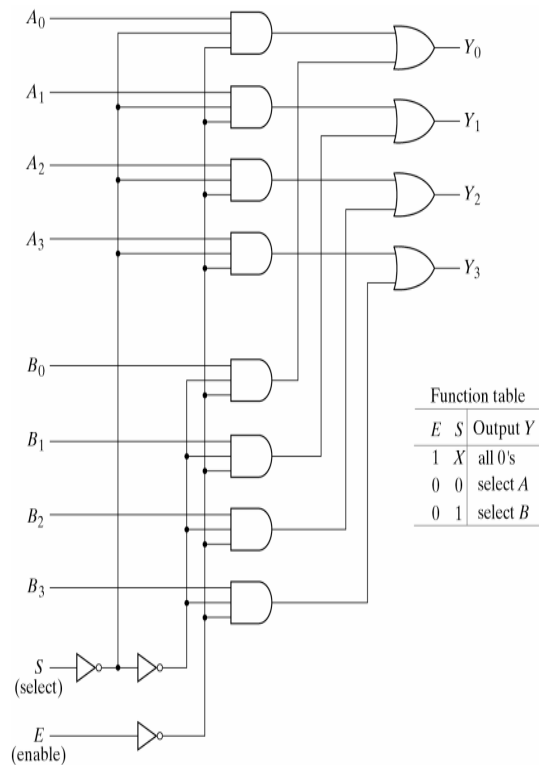 A0
Y0
A1
Y1
A2
Y2
A3
Y3
B0
B1
B2
B3
Function table
E S Output Y
1 X all 0's
0 0 select A
0 1 select B
S
(select)
E
(enable)